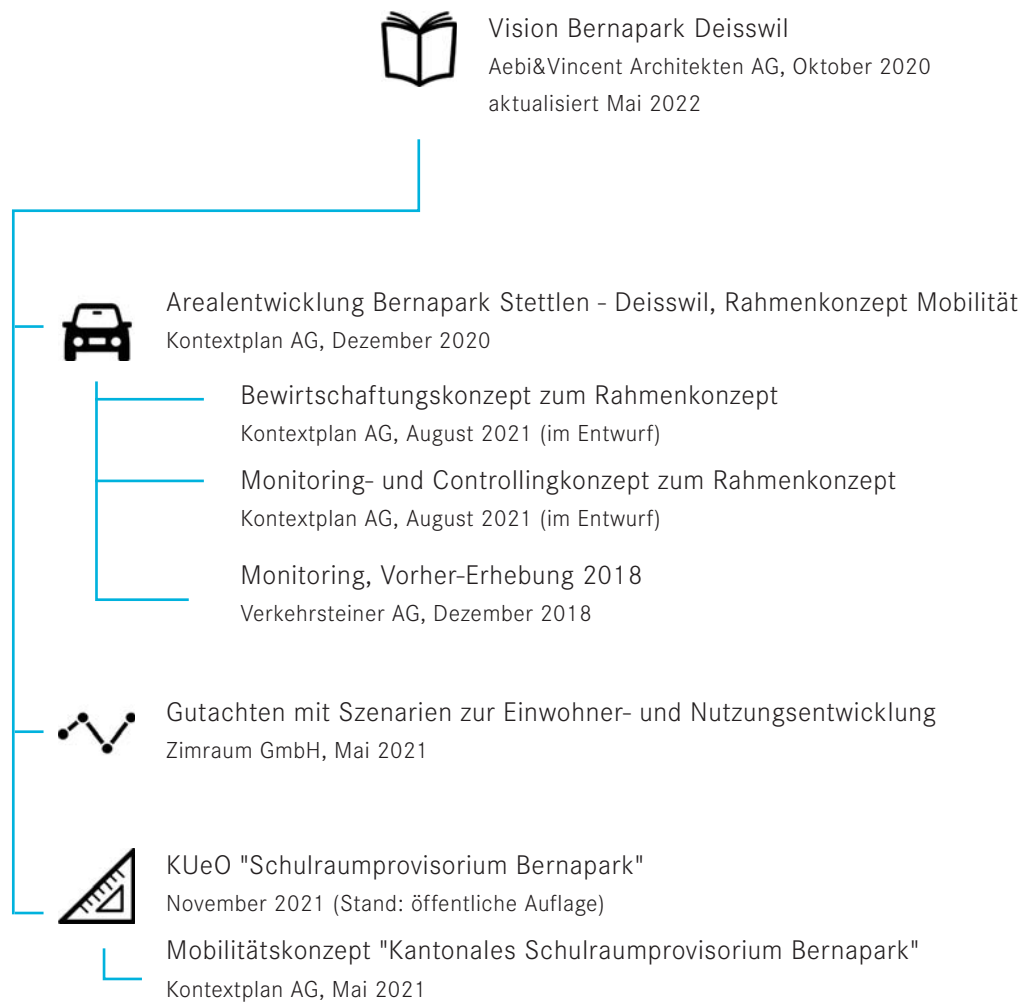 Vision Bernapark Deisswil
Aebi&Vincent Architekten AG, Oktober 2020
aktualisiert Mai 2022
Arealentwicklung Bernapark Stettlen - Deisswil, Rahmenkonzept Mobilität
Kontextplan AG, Dezember 2020
Bewirtschaftungskonzept zum Rahmenkonzept
Kontextplan AG, August 2021 (im Entwurf)
Monitoring- und Controllingkonzept zum Rahmenkonzept
Kontextplan AG, August 2021 (im Entwurf)
Monitoring, Vorher-Erhebung 2018
Verkehrsteiner AG, Dezember 2018
Gutachten mit Szenarien zur Einwohner- und Nutzungsentwicklung
Zimraum GmbH, Mai 2021
KUeO "Schulraumprovisorium Bernapark"
November 2021 (Stand: öffentliche Auflage)
Mobilitätskonzept "Kantonales Schulraumprovisorium Bernapark"
Kontextplan AG, Mai 2021